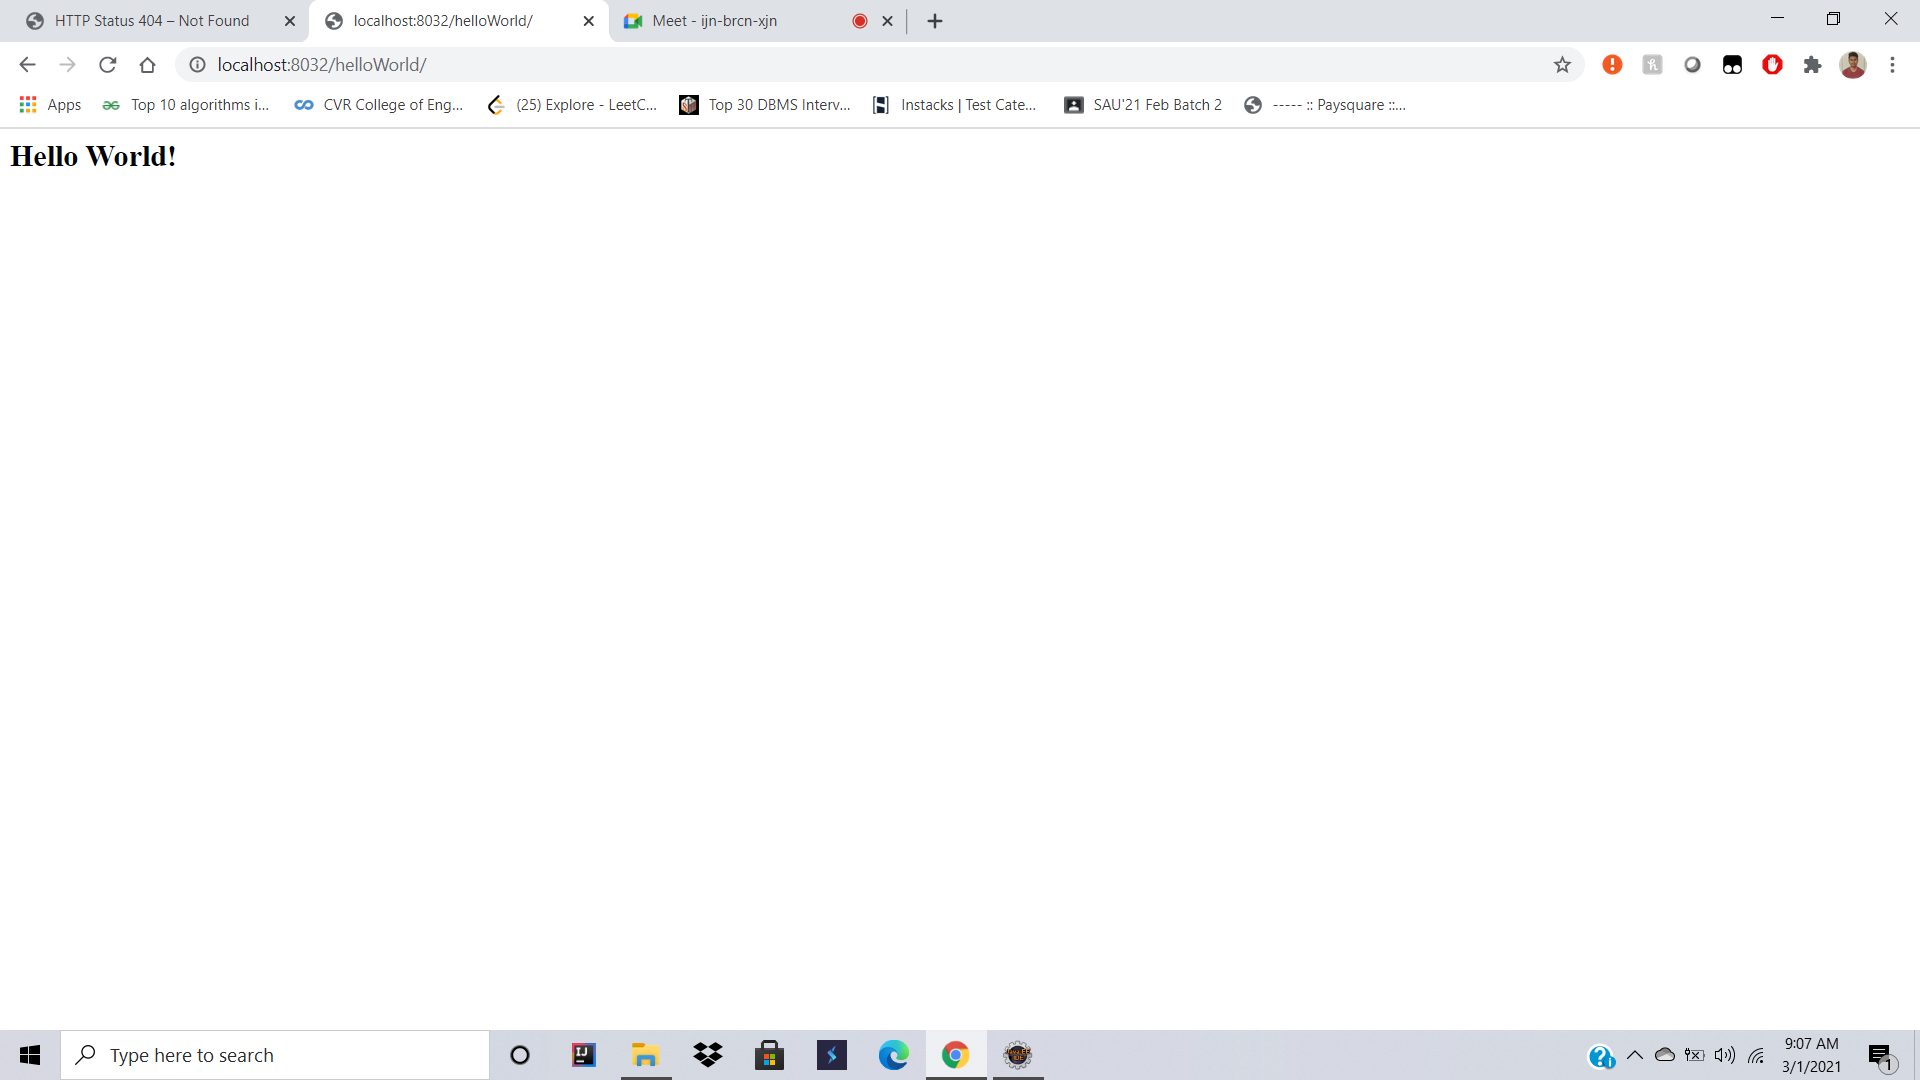 HTTP Status 404 – Not Found
localhost:8032/helloWorld/
Meet - ijn-brcn-xjn
localhost:8032/helloWorld/
Apps
Top 10 algorithms i...
CVR College of Eng...
(25) Explore - LeetC...
Top 30 DBMS Interv...
Instacks | Test Cate...
SAU'21 Feb Batch 2
----- :: Paysquare ::...
Hello World!
Type here to search
9:07 AM
3/1/2021
1